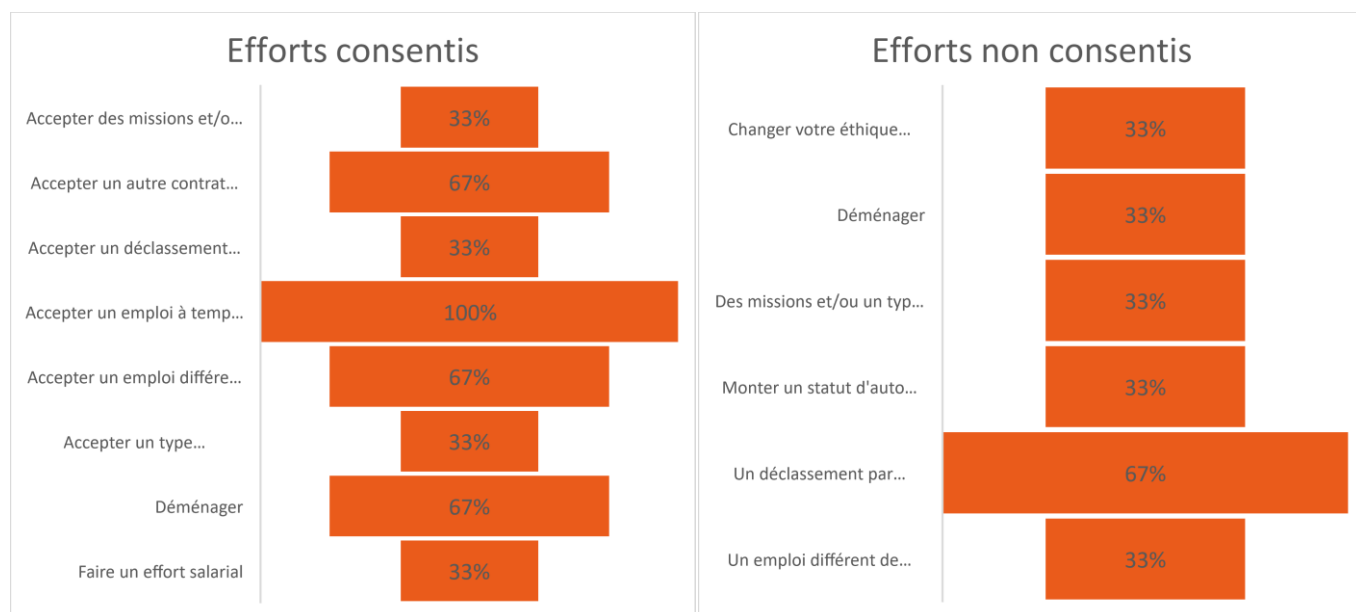 Efforts consentis
Accepter des missions et/o...
33%
Accepter un autre contrat...
67%
Accepter un déclassement...
33%
Accepter un emploi à temp...
100%
Accepter un emploi différe...
67%
Accepter un type...
33%
Déménager
67%
Faire un effort salarial
33%
Efforts non consentis
Changer votre éthique...
33%
Déménager
33%
Des missions et/ou un typ...
33%
Monter un statut d'auto...
33%
Un déclassement par...
67%
Un emploi différent de...
33%